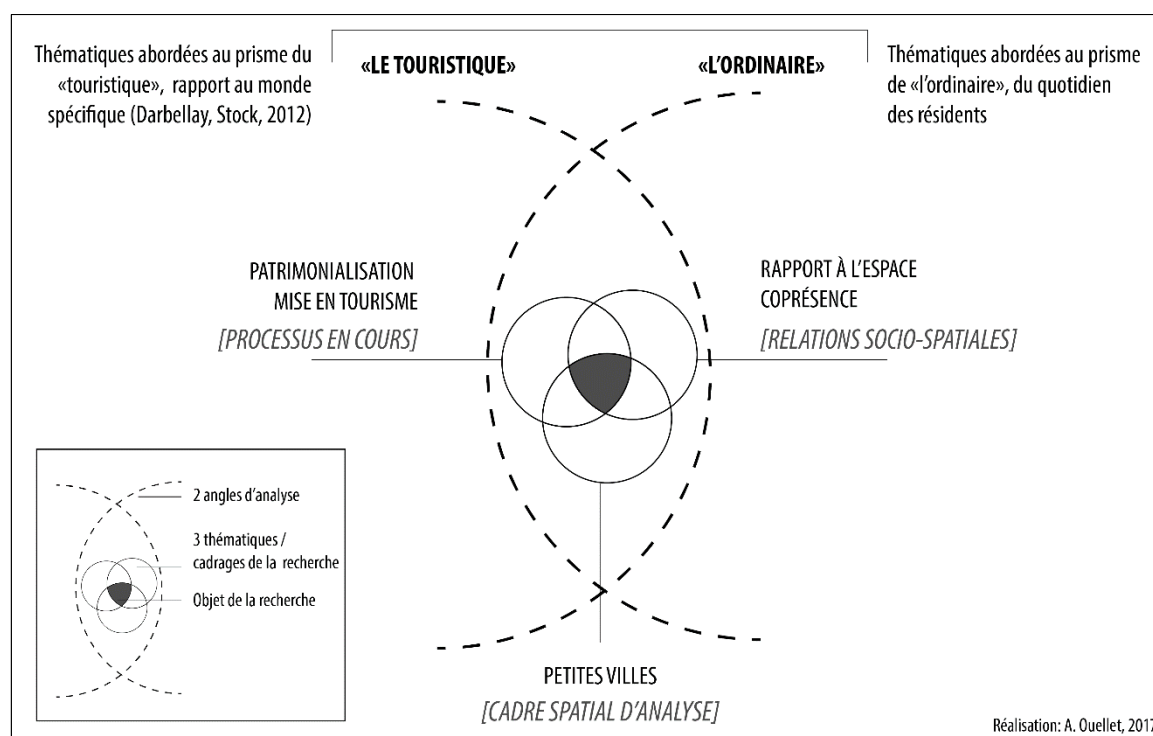 Thématiques abordées au prisme du
«touristique», rapport au monde
spécifique (Darbellay, Stock, 2012)
«LE TOURISTIQUE»
«L'ORDINAIRE»
Thématiques abordées au prisme
de «l'ordinaire», du quotidien
des résidents
PATRIMONIALISATION
MISE EN TOURISME
[PROCESSUS EN COURS]
RAPPORT À L'ESPACE
COPRÉSENCE
[RELATIONS SOCIO-SPATIALES]
2 angles d'analyse
3 thématiques /
cadrages de la recherche
Objet de la recherche
PETITES VILLES
[CADRE SPATIAL D'ANALYSE]
Réalisation: A. Ouellet, 2017